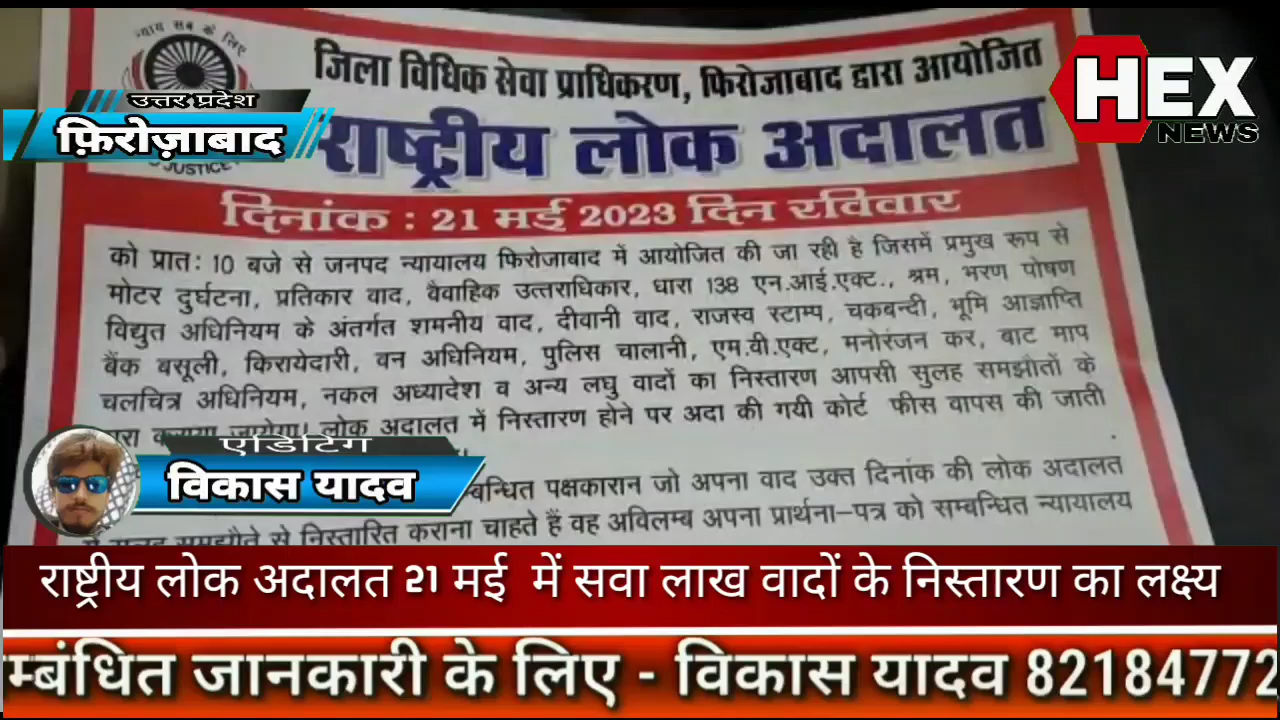 न्याय सब के लिए
जिला विधिक सेवा प्राधिकरण, फिरोजाबाद द्वारा आयोजित
HEX
NEWS
उत्तर प्रदेश
फ़िरोज़ाबाद
JUSTICE
राष्ट्रीय लोक अदालत
दिनांक : 21 मई 2023 दिन रविवार
को प्रातः 10 बजे से जनपद न्यायालय फिरोजाबाद में आयोजित की जा रही है जिसमें प्रमुख रूप से
मोटर दुर्घटना, प्रतिकार वाद, वैवाहिक उत्तराधिकार, धारा 138 एन.आई.एक्ट., श्रम, भरण पोषण
विद्युत अधिनियम के अंतर्गत शमनीय वाद, दीवानी वाद, राजस्व स्टाम्प, चकबन्दी, भूमि आज्ञाप्ति
बैंक बसूली, किरायेदारी, वन अधिनियम, पुलिस चालानी, एम.वी.एक्ट, मनोरंजन कर, बाट माप
चलचित्र अधिनियम, नकल अध्यादेश व अन्य लघु वादों का निस्तारण आपसी सुलह समझौतों के
कराया जायेगा। लोक अदालत में निस्तारण होने पर अदा की गयी कोर्ट फीस वापस की जाती
एडिटिंग
विकास यादव
म्बन्धित पक्षकारान जो अपना वाद उक्त दिनांक की लोक अदालत
सुलह समझौते से निस्तारित कराना चाहते हैं वह अविलम्ब अपना प्रार्थना-पत्र को सम्बन्धित न्यायालय
राष्ट्रीय लोक अदालत 21 मई में सवा लाख वादों के निस्तारण का लक्ष्य
म्बंधित जानकारी के लिए - विकास यादव 82184772